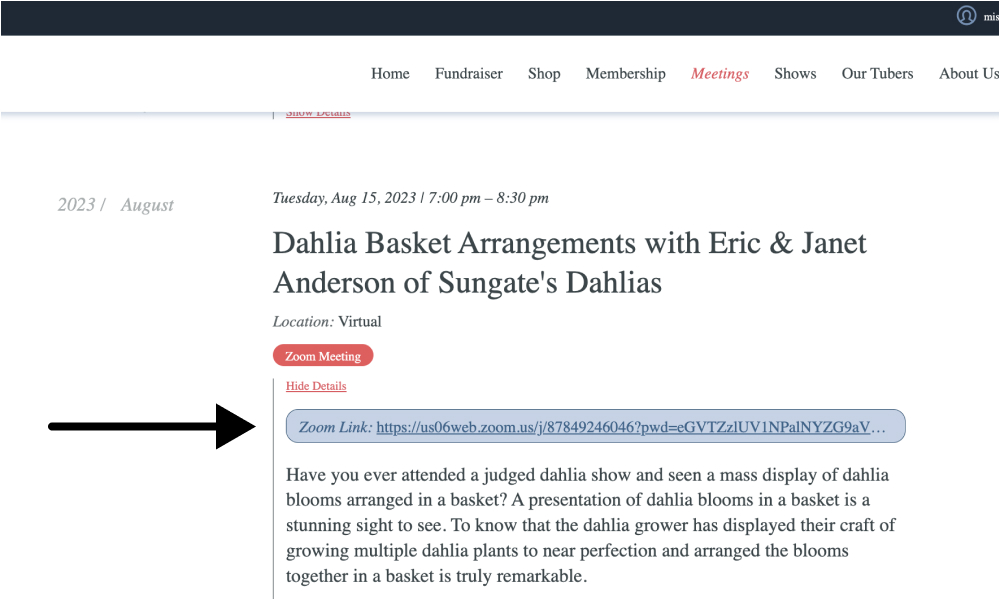 mis
Home Fundraiser Shop Membership Meetings Shows Our Tubers About Us
Show Details
2023 / August
Tuesday, Aug 15, 2023 | 7:00 pm – 8:30 pm
Dahlia Basket Arrangements with Eric & Janet
Anderson of Sungate's Dahlias
Location: Virtual
Zoom Meeting
Hide Details
Zoom Link: https://us06web.zoom.us/j/87849246046?pwd=eGVTZzlUV1NPalNYZG9aV…
Have you ever attended a judged dahlia show and seen a mass display of dahlia
blooms arranged in a basket? A presentation of dahlia blooms in a basket is a
stunning sight to see. To know that the dahlia grower has displayed their craft of
growing multiple dahlia plants to near perfection and arranged the blooms
together in a basket is truly remarkable.